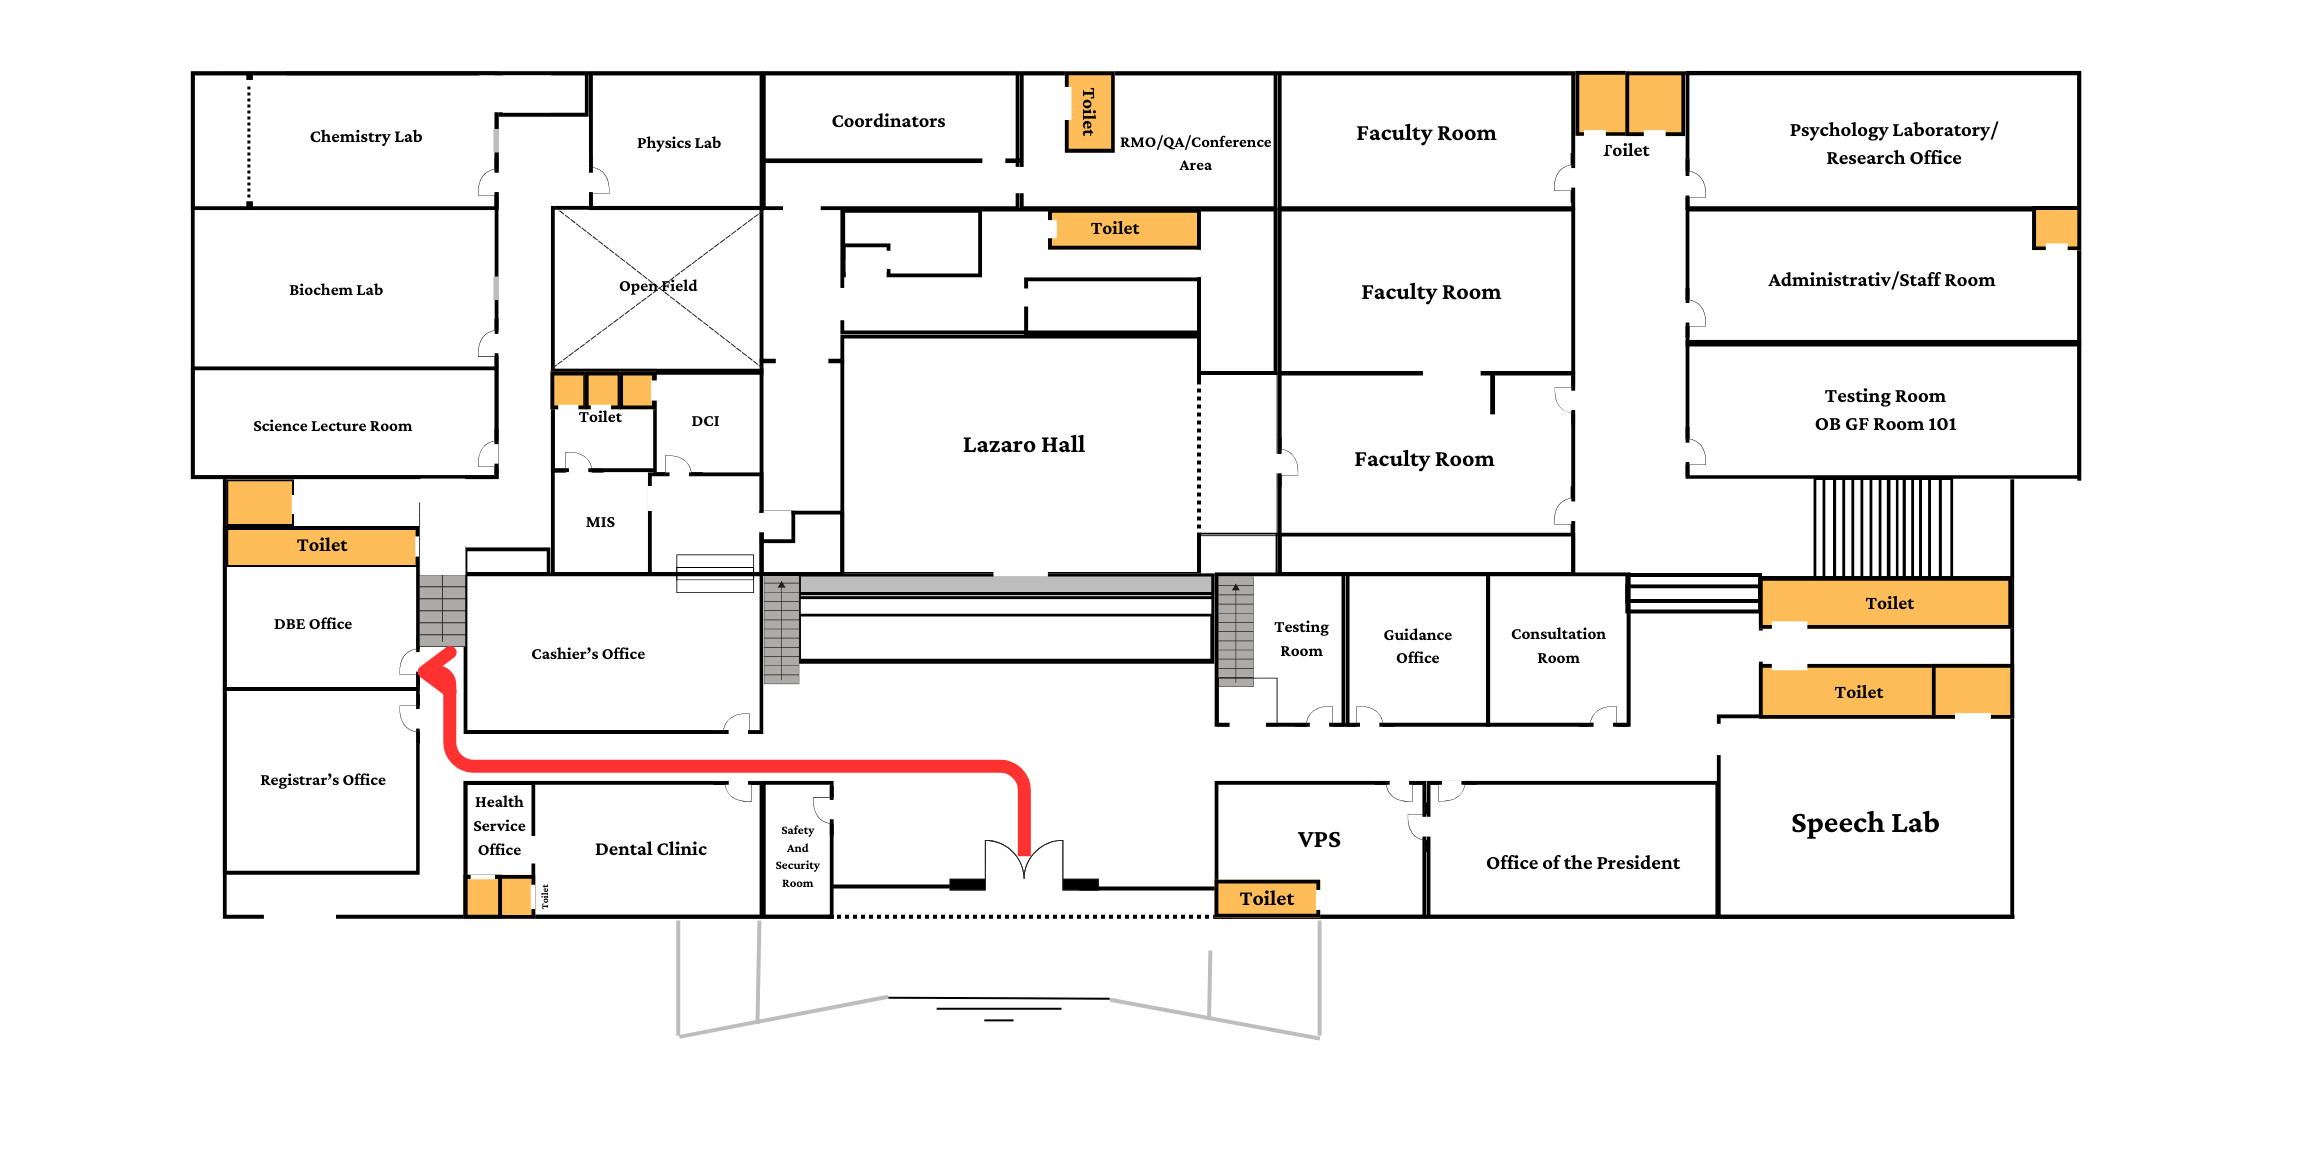 Chemistry Lab
Physics Lab
Coordinators
Toilet
RMO/QA/Conference
Area
Faculty Room
Toilet
Psychology Laboratory/
Research Office
Biochem Lab
Open Field
Toilet
Faculty Room
Administrativ/Staff Room
Science Lecture Room
Toilet
DCI
Lazaro Hall
Faculty Room
Testing Room
OB GF Room 101
MIS
Toilet
DBE Office
Cashier's Office
Testing
Room
Guidance
Office
Consultation
Room
Toilet
Toilet
Registrar's Office
Health
Service
Office
Toilet
Dental Clinic
Safety
And
Security
Room
VPS
Toilet
Office of the President
Speech Lab